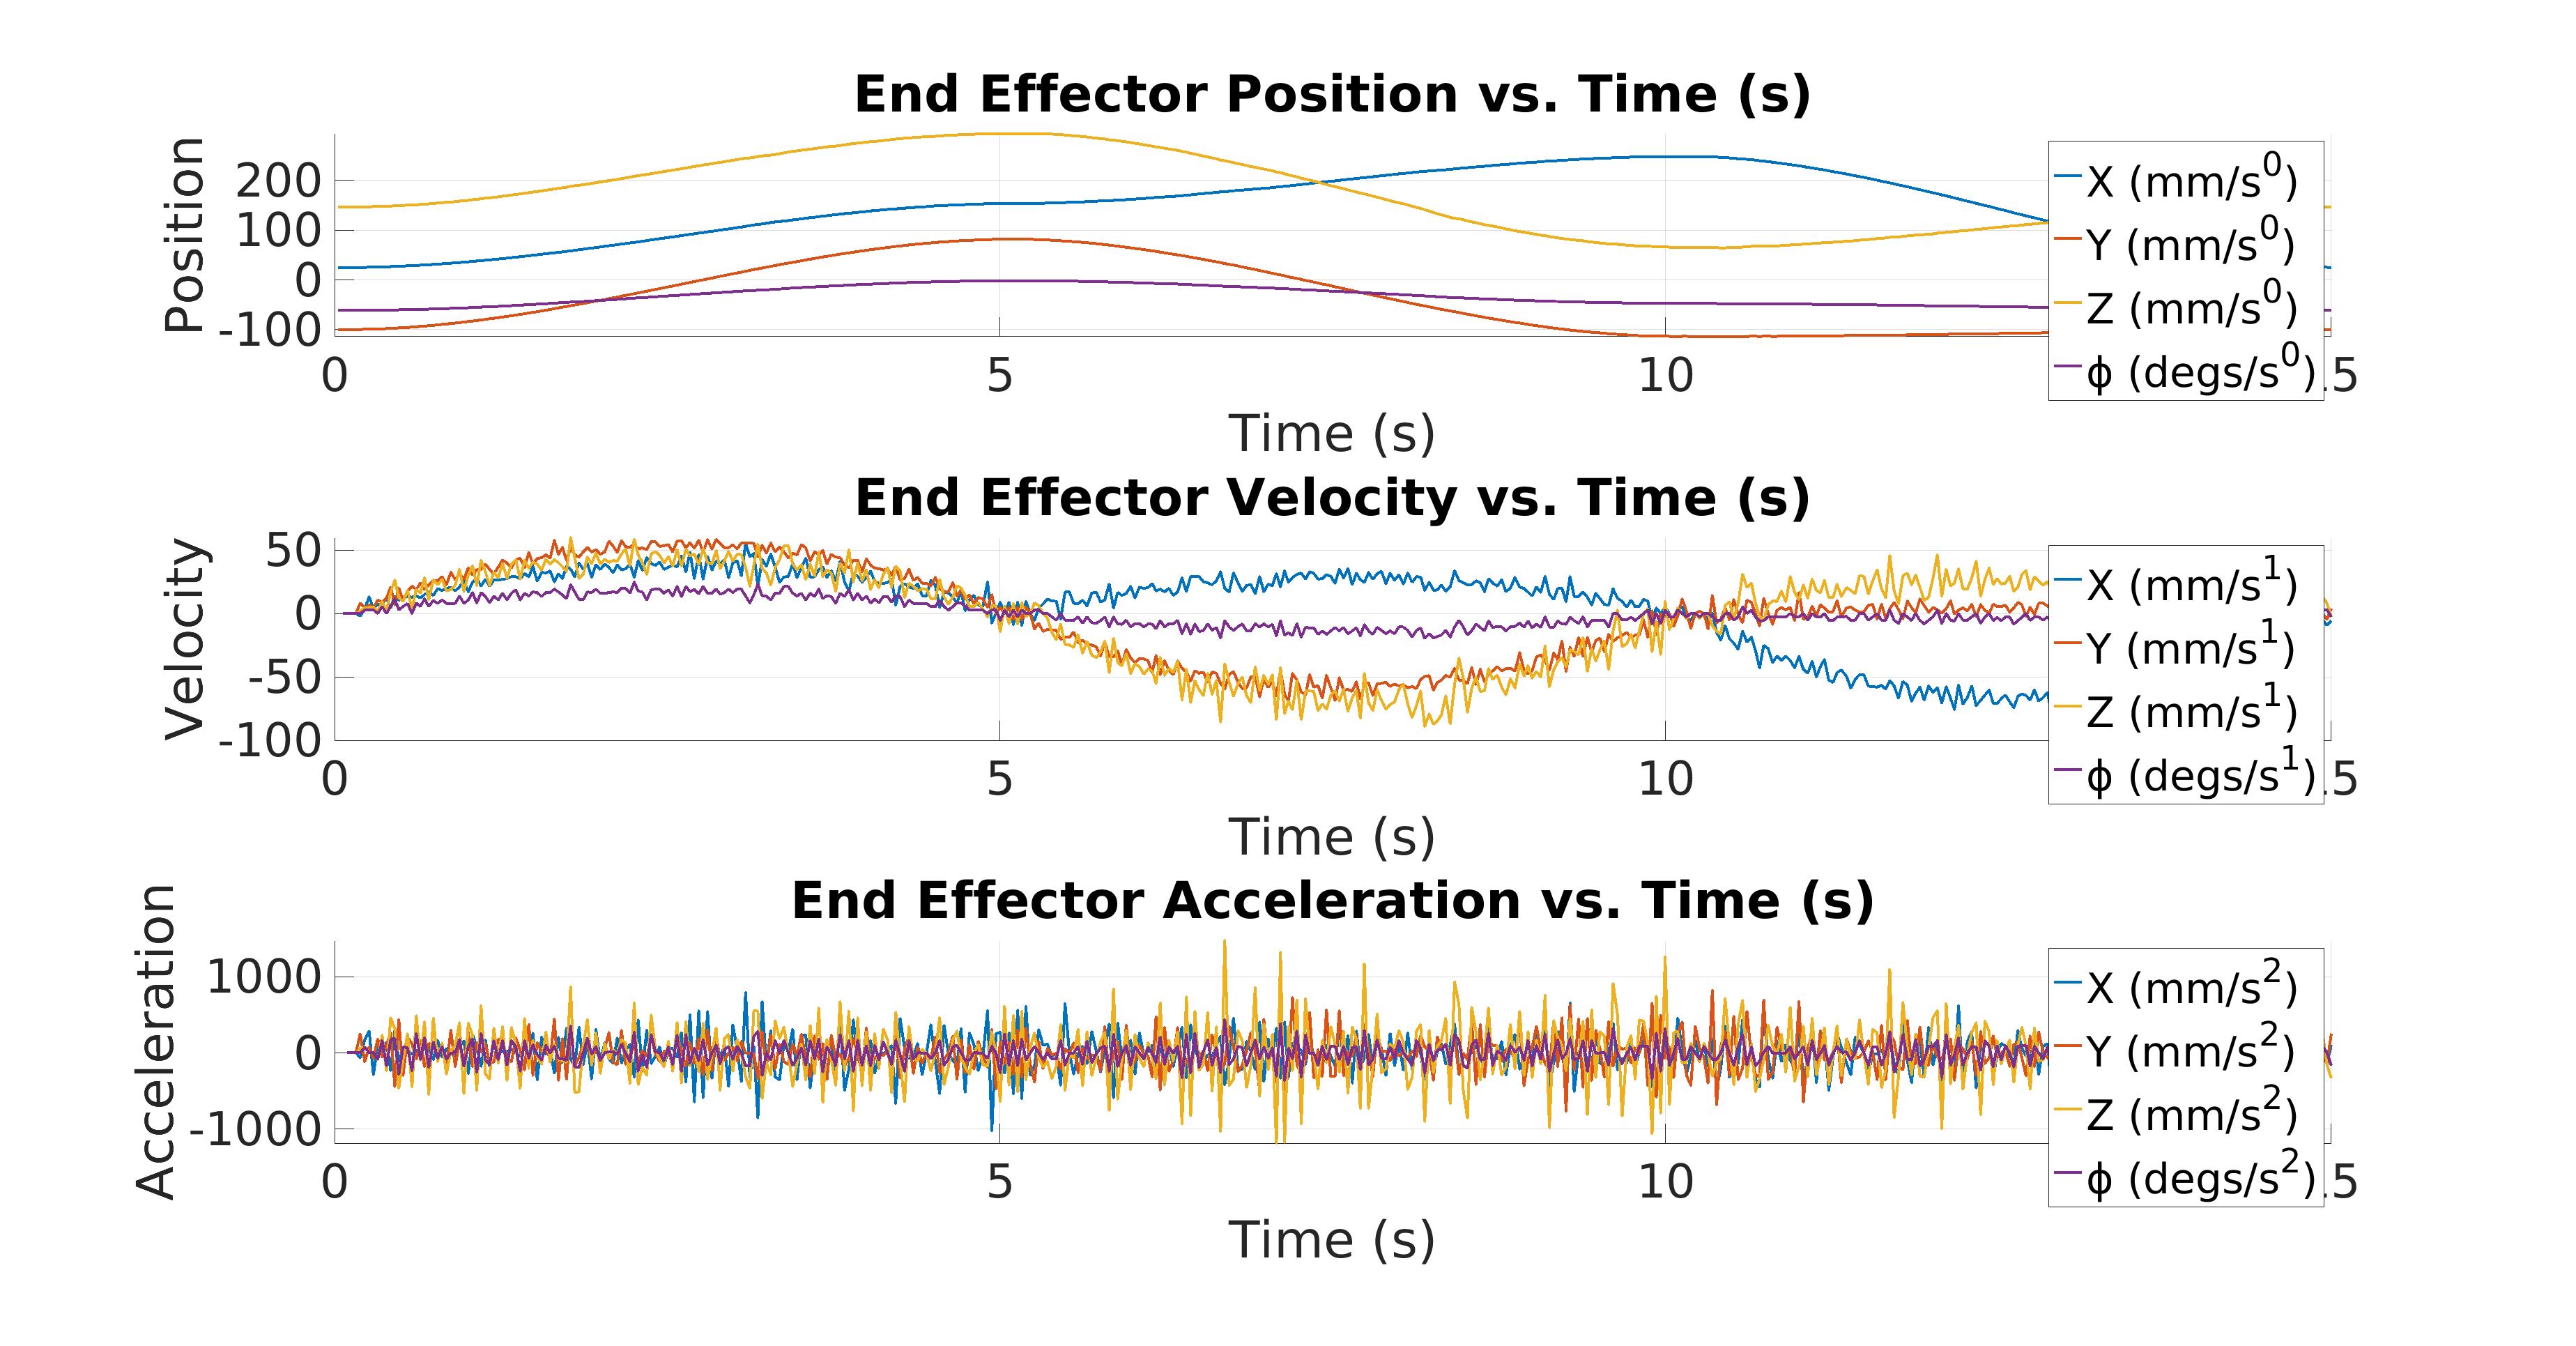 End Effector Position vs. Time (s)
Position
200
100
0
-100
0 5 10 .5
Time (s)
X (mm/s⁰)
Y (mm/s⁰)
Z (mm/s⁰)
ϕ (degs/s⁰)
End Effector Velocity vs. Time (s)
Velocity
50
0
-50
-100
0 5 10 .5
Time (s)
X (mm/s¹)
Y (mm/s¹)
Z (mm/s¹)
ϕ (degs/s¹)
End Effector Acceleration vs. Time (s)
Acceleration
1000
0
-1000
0 5 10 .5
Time (s)
X (mm/s²)
Y (mm/s²)
Z (mm/s²)
ϕ (degs/s²)